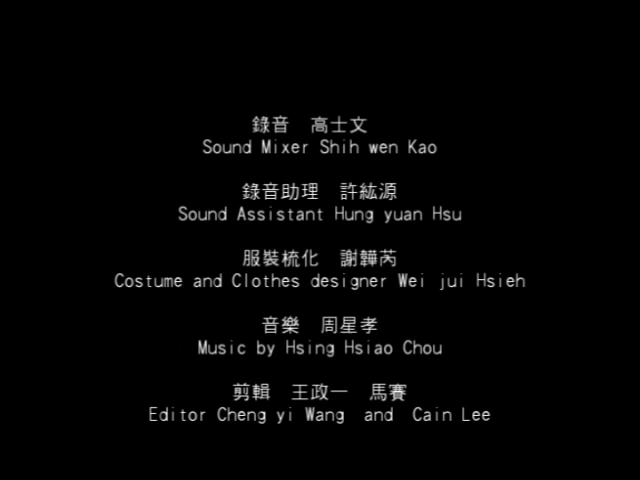 錄音　高士文
Sound Mixer Shih wen Kao
錄音助理　許紘源
Sound Assistant Hung yuan Hsu
服裝梳化　謝韡芮
Costume and Clothes designer Wei jui Hsieh
音樂　周星孝
Music by Hsing Hsiao Chou
剪輯　王政一　馬賽
Editor Cheng yi Wang  and  Cain Lee